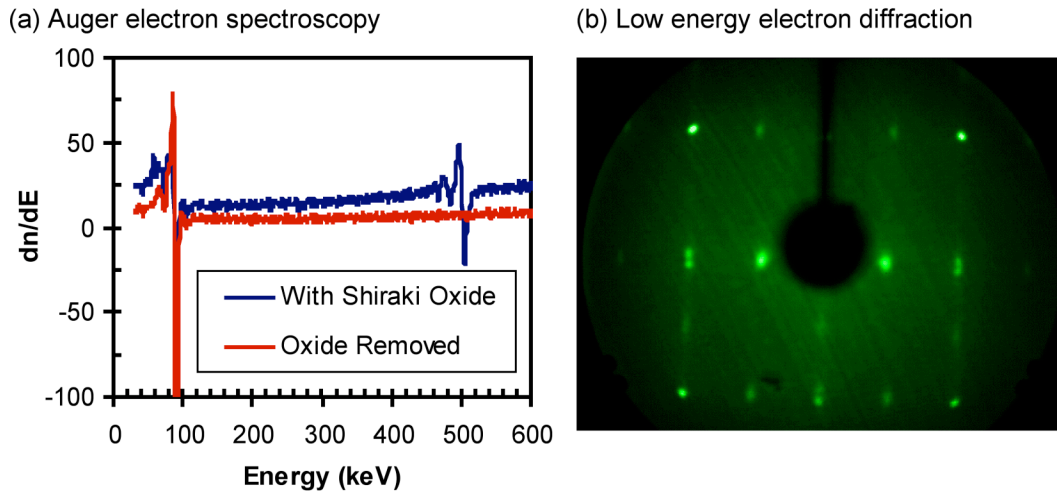 (a) Auger electron spectroscopy
(b) Low energy electron diffraction
100
50
0
-50
-100
dn/dE
With Shiraki Oxide
Oxide Removed
0 100 200 300 400 500 600
Energy (keV)